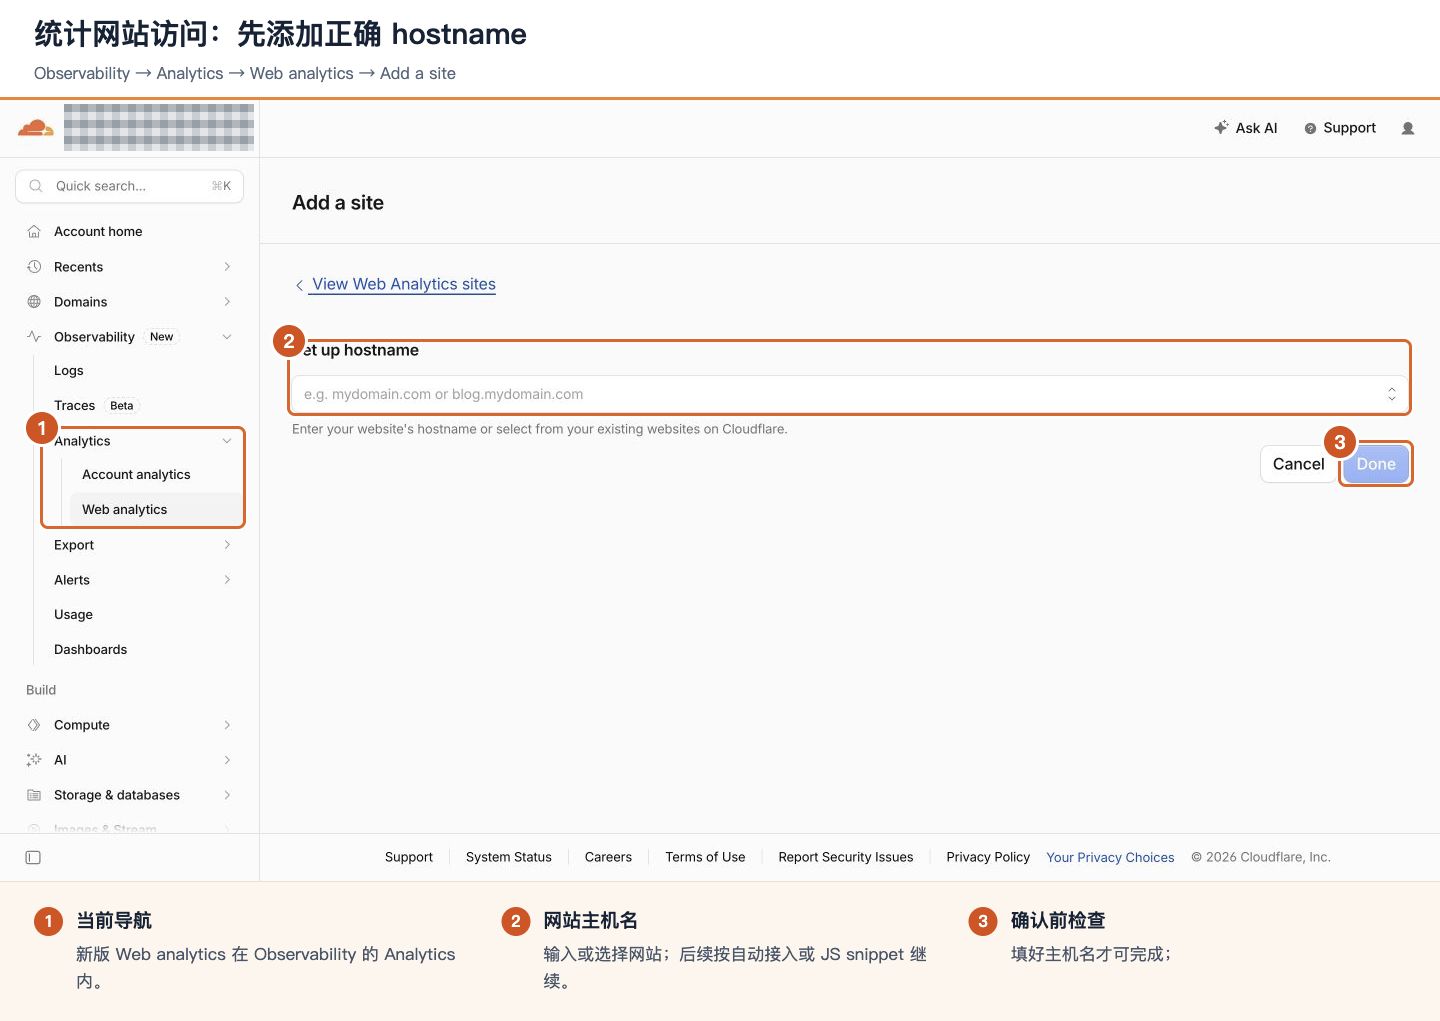 统计网站访问：先添加正确 hostname
Observability → Analytics → Web analytics → Add a site
Ask AI
Support
Quick search...
⌘K
Account home
Recents
Domains
Observability New
Logs
Traces Beta
1
Analytics
Account analytics
Web analytics
Export
Alerts
Usage
Dashboards
Build
Compute
AI
Storage & databases
Images & Stream
Add a site
View Web Analytics sites
2
et up hostname
e.g. mydomain.com or blog.mydomain.com
Enter your website's hostname or select from your existing websites on Cloudflare.
3
Cancel
Done
Support
System Status
Careers
Terms of Use
Report Security Issues
Privacy Policy
Your Privacy Choices
© 2026 Cloudflare, Inc.
1 当前导航
新版 Web analytics 在 Observability 的 Analytics
内。
2 网站主机名
输入或选择网站；后续按自动接入或 JS snippet 继
续。
3 确认前检查
填好主机名才可完成；